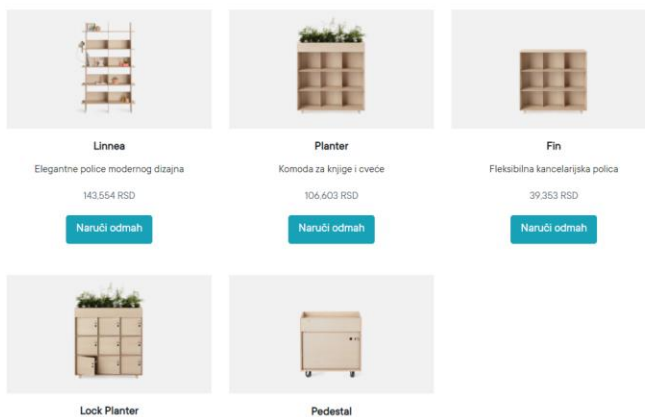 Linnea
Elegantne police modernog dizajna
143,554 RSD
Naruči odmah
Planter
Komoda za knjige i cveće
106,603 RSD
Naruči odmah
Fin
Fleksibilna kancelarijska polica
39,353 RSD
Naruči odmah
Lock Planter
Pedestal